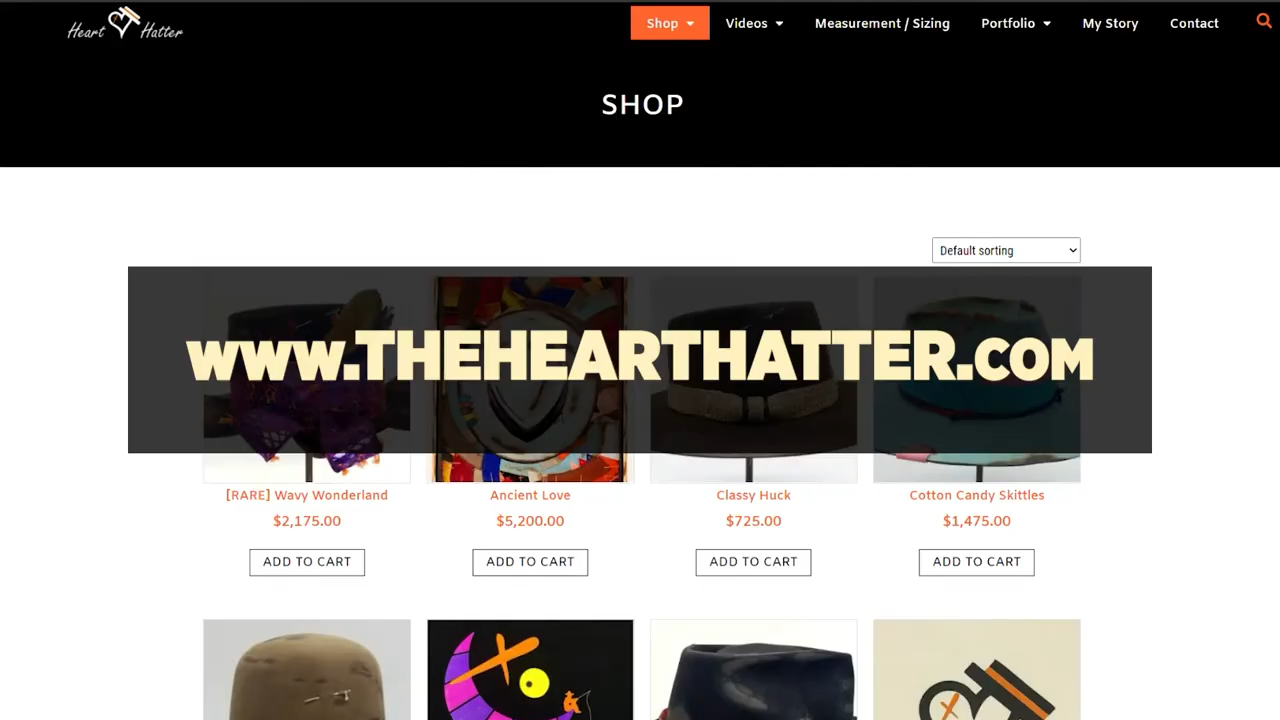 Heart Hatter
Shop Videos Measurement / Sizing Portfolio My Story Contact
SHOP
Default sorting
www.THEHEARTHATTER.COM
[RARE] Wavy Wonderland Ancient Love Classy Huck Cotton Candy Skittles
$2,175.00 $5,200.00 $725.00 $1,475.00
ADD TO CART ADD TO CART ADD TO CART ADD TO CART